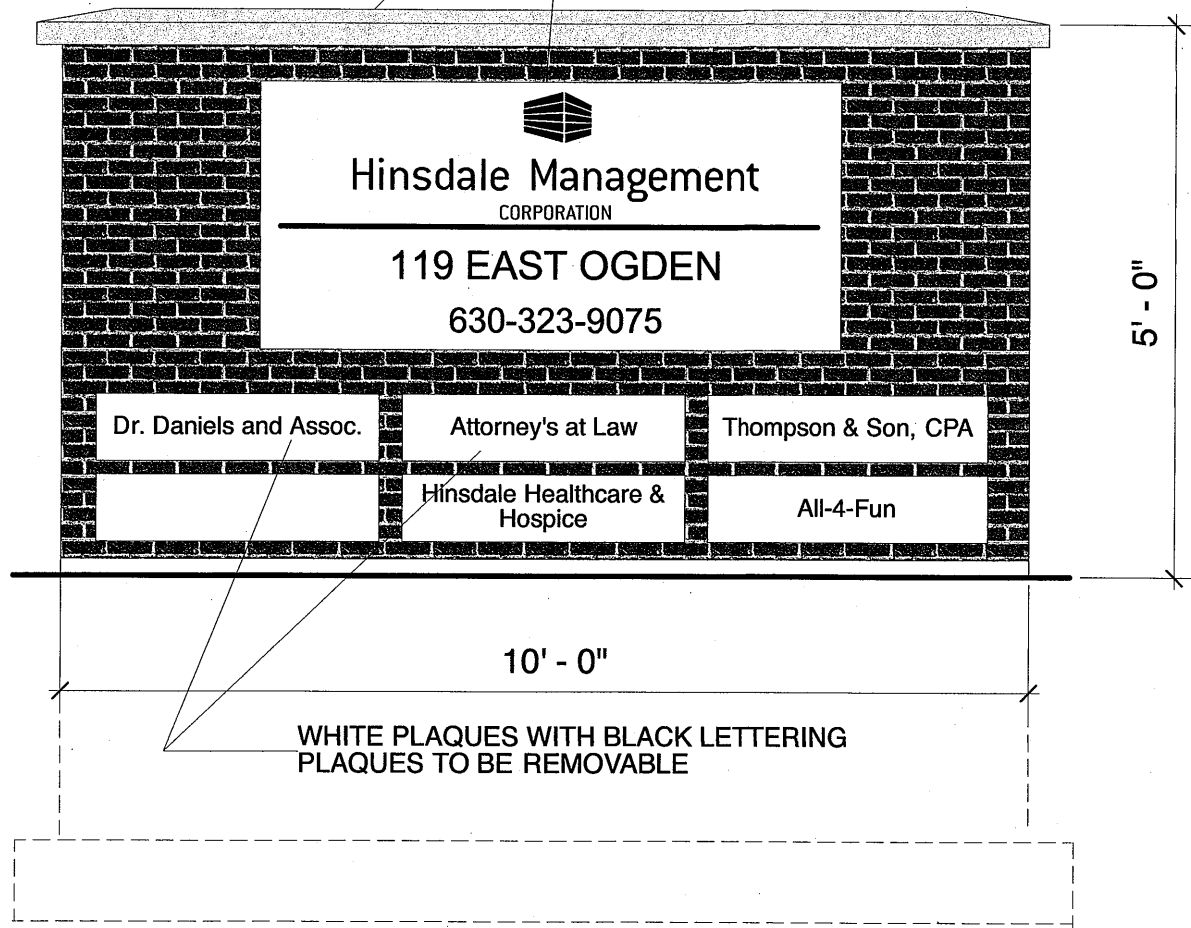 Hinsdale Management
CORPORATION
119 EAST OGDEN
630-323-9075
5' - 0"
Dr. Daniels and Assoc.
Attorney's at Law
Thompson & Son, CPA
Hinsdale Healthcare &
Hospice
All-4-Fun
10' - 0"
WHITE PLAQUES WITH BLACK LETTERING
PLAQUES TO BE REMOVABLE